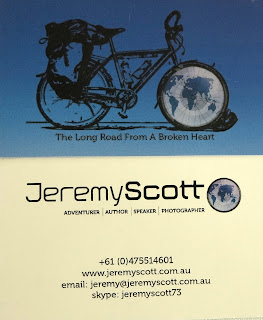 The Long Road From A Broken Heart
JeremyScott
ADVENTURER | AUTHOR | SPEAKER | PHOTOGRAPHER
+61 (0)475514601
www.jeremyscott.com.au
email: jeremy@jeremyscott.com.au
skype: jeremyscott73